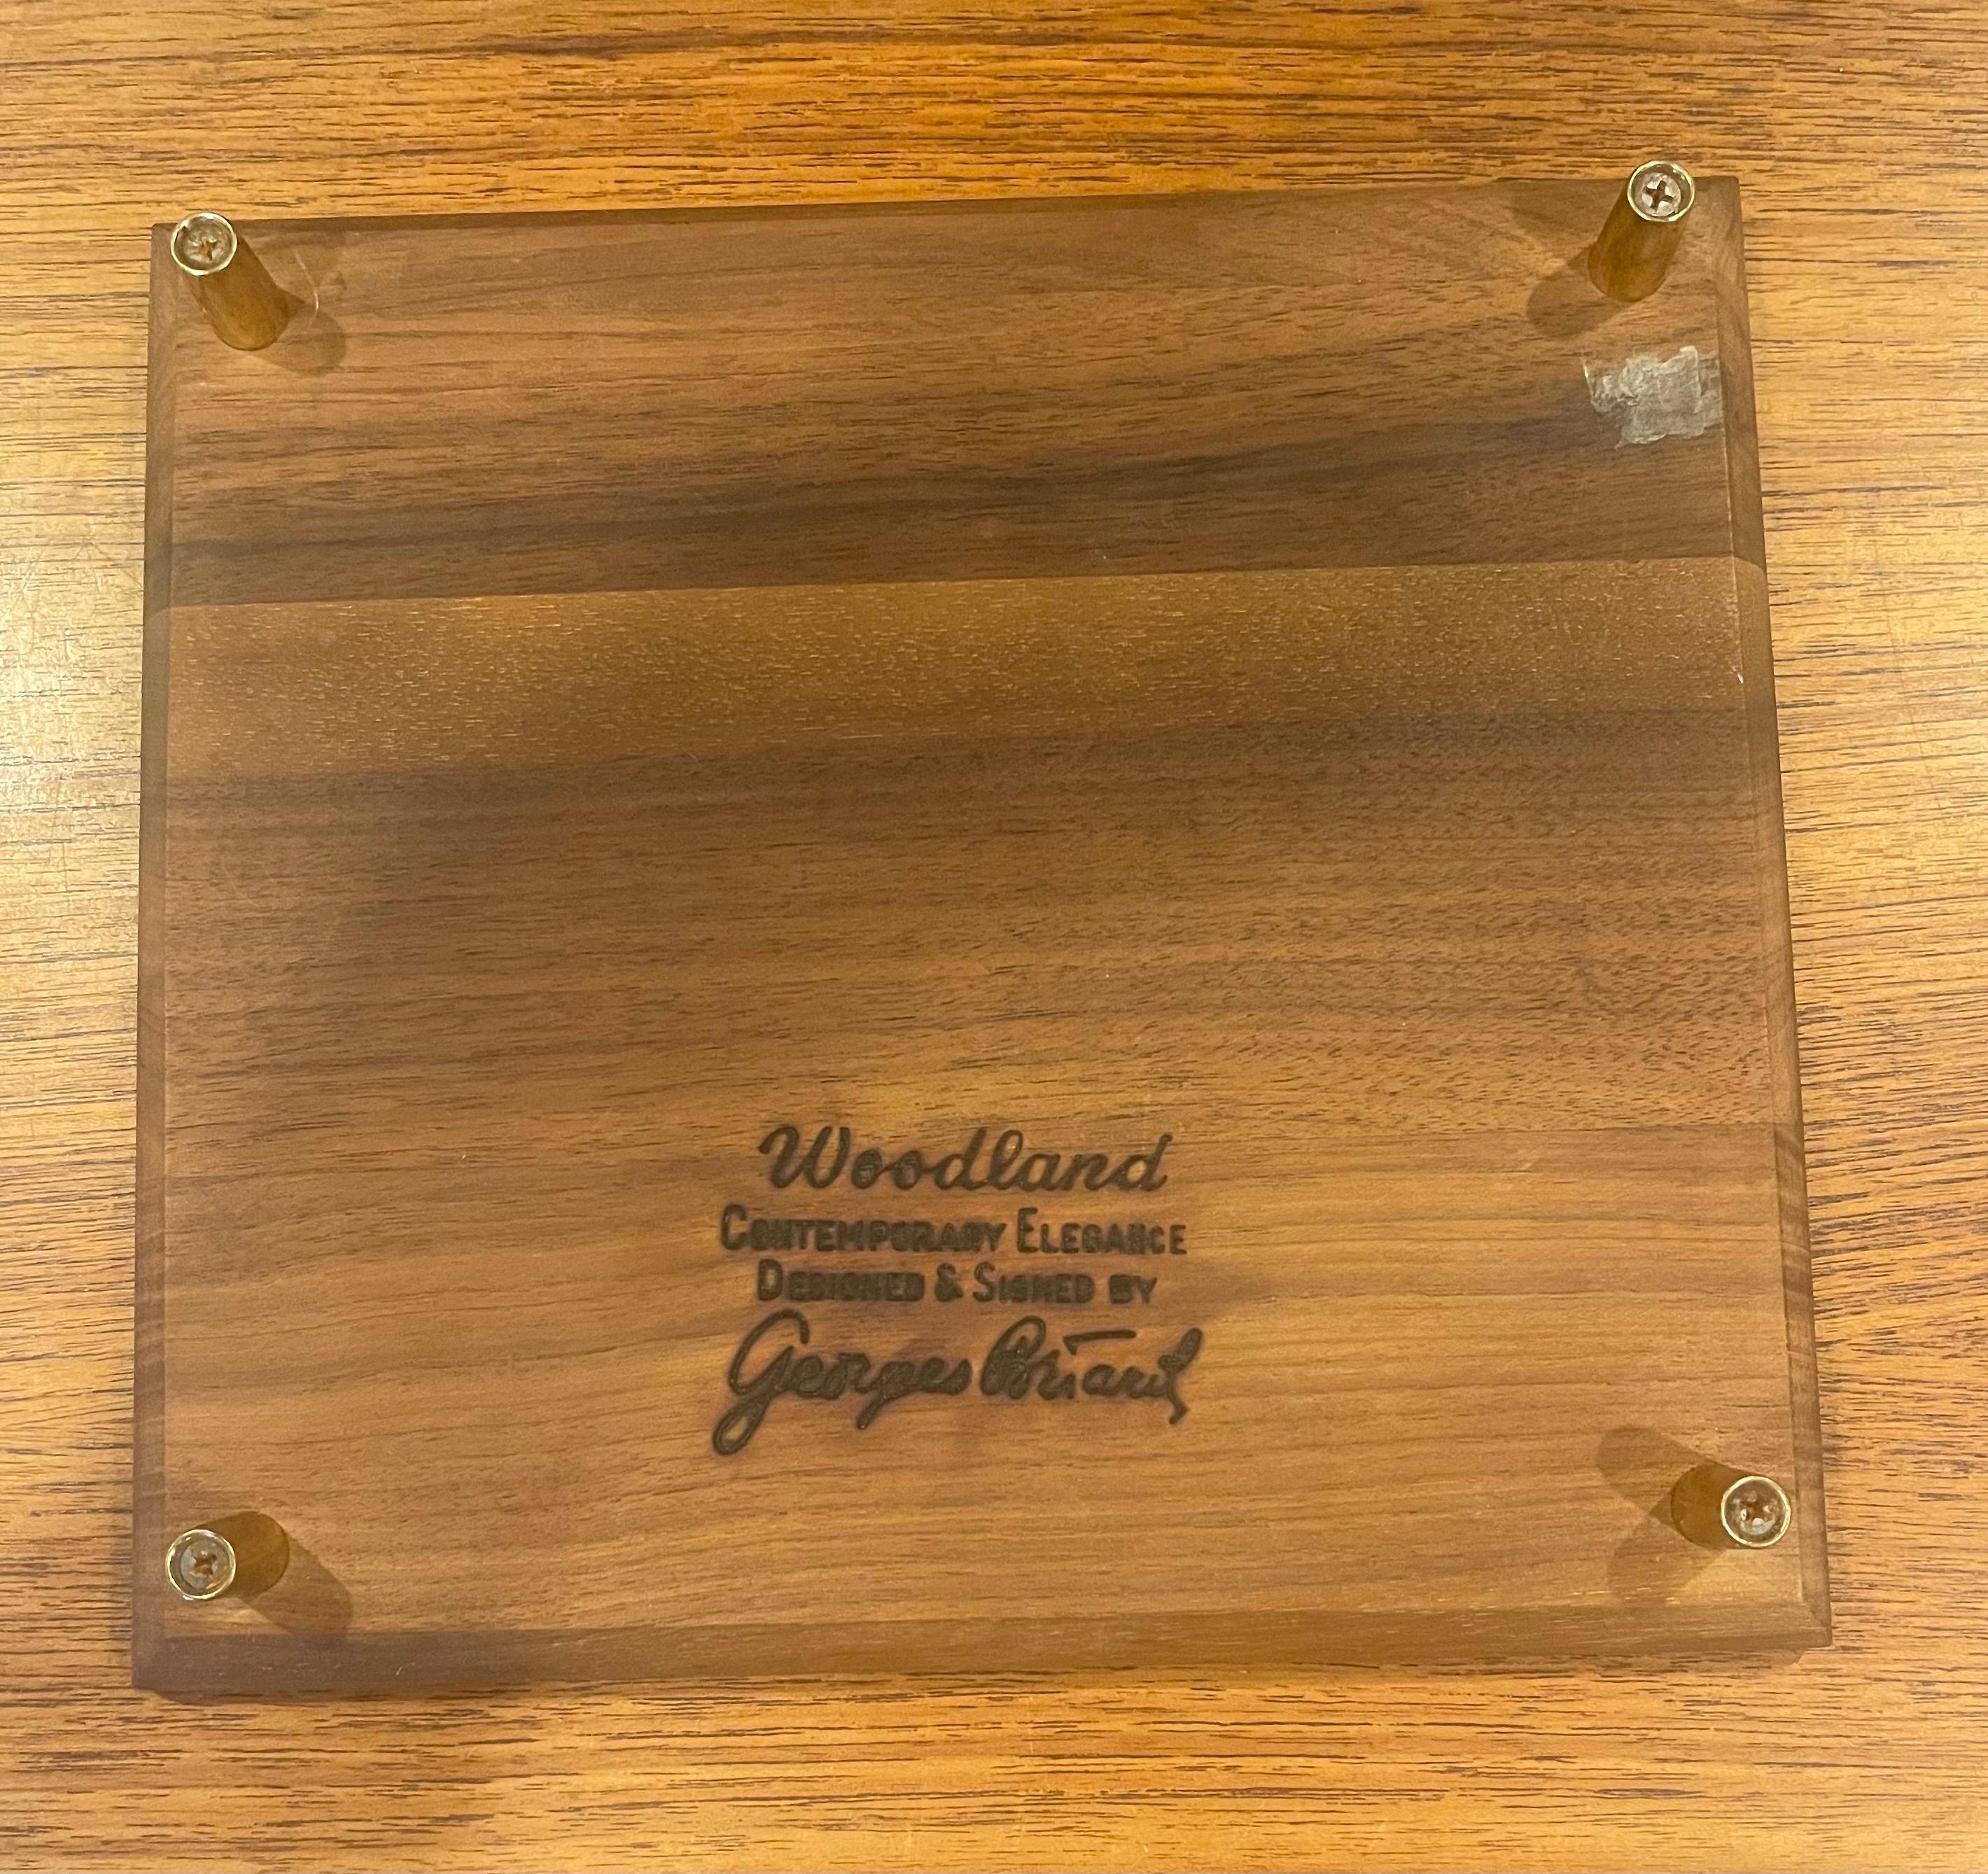 Woodland
CONTEMPORARY ELEGANCE
DESIGNED & SIGNED BY
Georges Briard